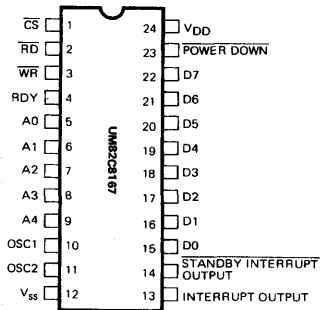 CS 1 24 VDD
RD 2 23 POWER DOWN
WR 3 22 D7
RDY 4 21 D6
A0 5 20 D5
A1 6 19 D4
A2 7 18 D3
A3 8 17 D2
A4 9 16 D1
OSC1 10 15 D0
OSC2 11 14 STANDBY INTERRUPT
OUTPUT
Vss 12 13 INTERRUPT OUTPUT
UM82C8167